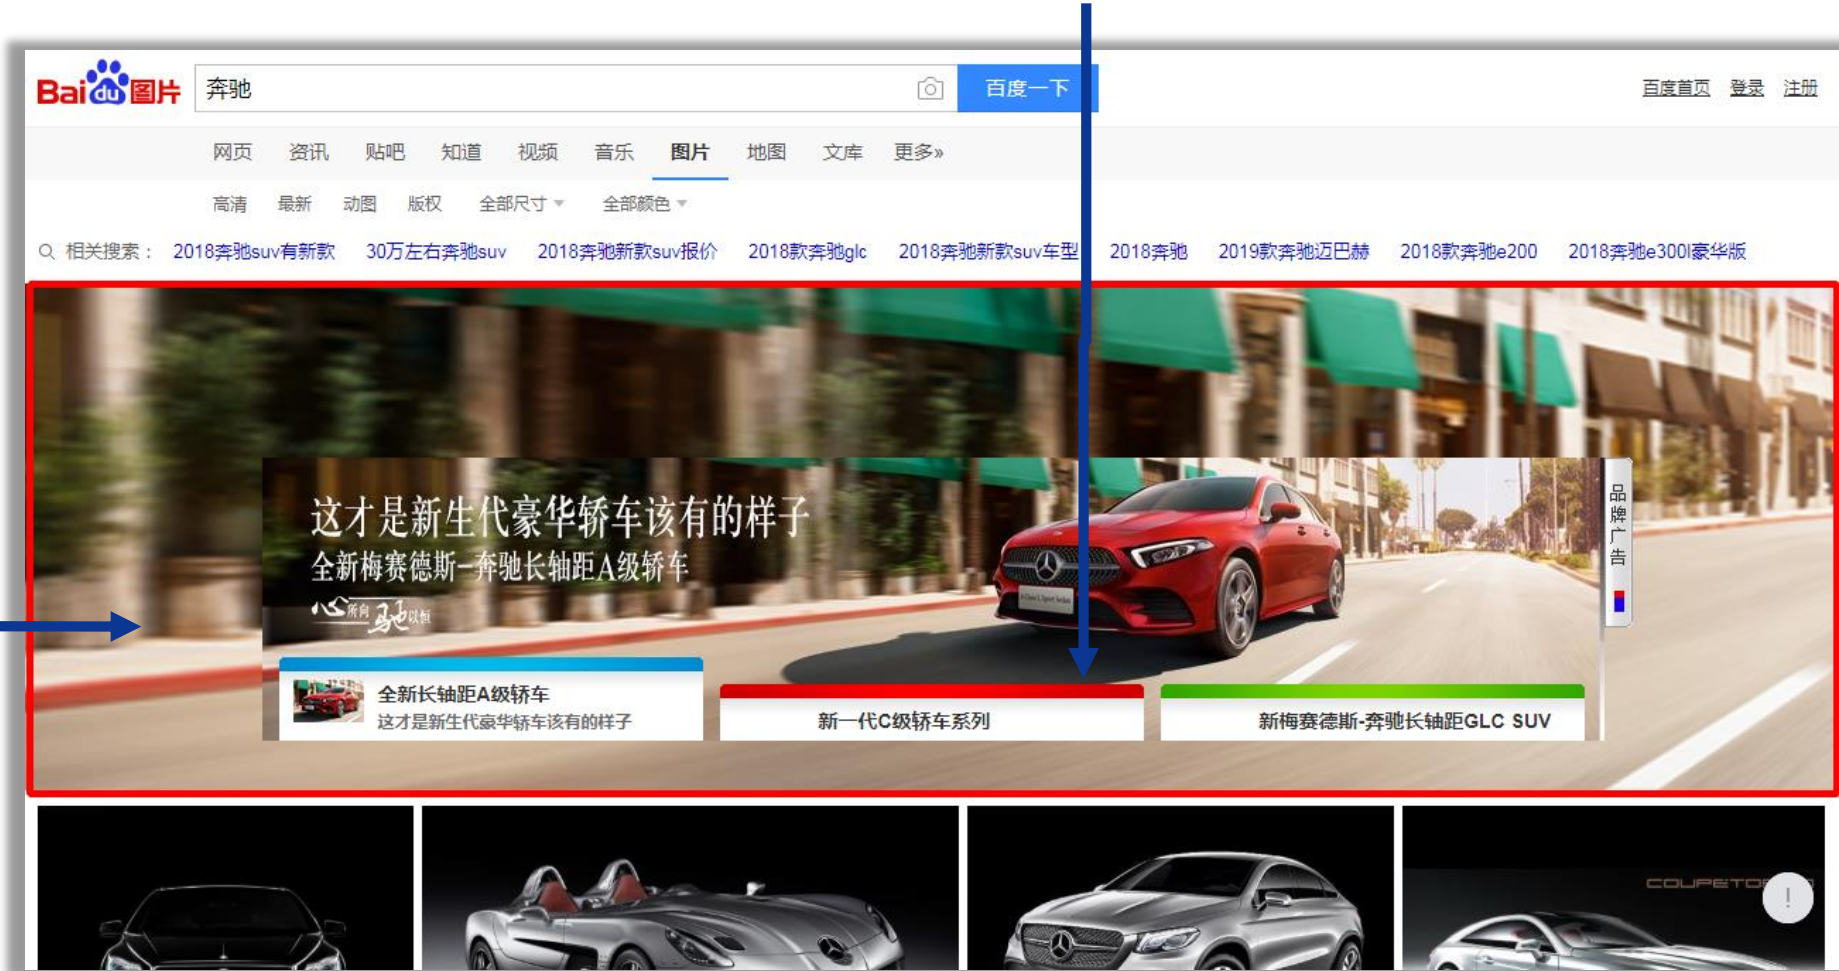 Bai du 图片 奔驰 百度一下 百度首页 登录 注册
网页 资讯 贴吧 知道 视频 音乐 图片 地图 文库 更多»
高清 最新 动图 版权 全部尺寸 全部颜色
相关搜索： 2018奔驰suv有新款 30万左右奔驰suv 2018奔驰新款suv报价 2018款奔驰glc 2018奔驰新款suv车型 2018奔驰 2019款奔驰迈巴赫 2018款奔驰e200 2018奔驰e300l豪华版
这才是新生代豪华轿车该有的样子
全新梅赛德斯-奔驰长轴距A级轿车
心所向 驰以恒
品牌广告
全新长轴距A级轿车
这才是新生代豪华轿车该有的样子
新一代C级轿车系列
新梅赛德斯-奔驰长轴距GLC SUV